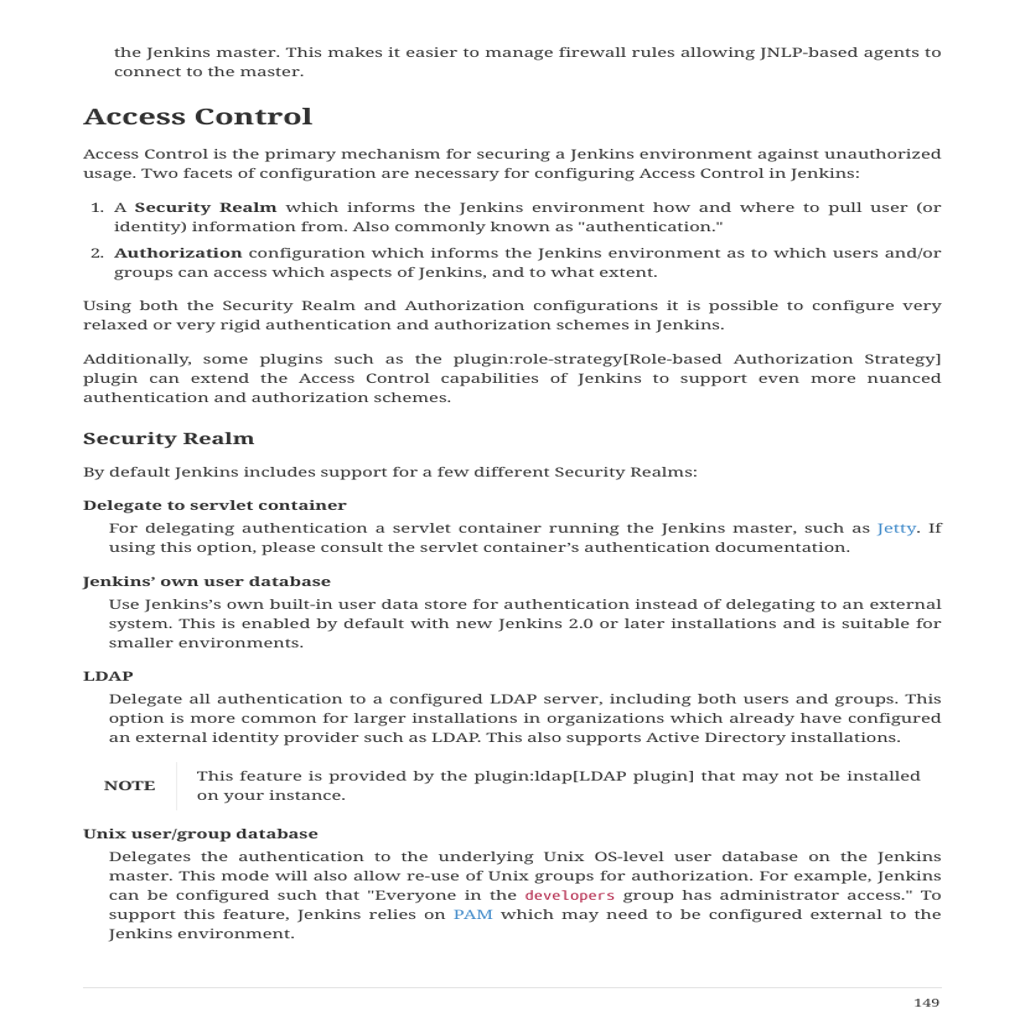 the Jenkins master. This makes it easier to manage firewall rules allowing JNLP-based agents to
connect to the master.
Access Control
Access Control is the primary mechanism for securing a Jenkins environment against unauthorized
usage. Two facets of configuration are necessary for configuring Access Control in Jenkins:
1. A Security Realm which informs the Jenkins environment how and where to pull user (or
identity) information from. Also commonly known as "authentication."
2. Authorization configuration which informs the Jenkins environment as to which users and/or
groups can access which aspects of Jenkins, and to what extent.
Using both the Security Realm and Authorization configurations it is possible to configure very
relaxed or very rigid authentication and authorization schemes in Jenkins.
Additionally, some plugins such as the plugin:role-strategy[Role-based Authorization Strategy]
plugin can extend the Access Control capabilities of Jenkins to support even more nuanced
authentication and authorization schemes.
Security Realm
By default Jenkins includes support for a few different Security Realms:
Delegate to servlet container
For delegating authentication a servlet container running the Jenkins master, such as Jetty. If
using this option, please consult the servlet container’s authentication documentation.
Jenkins’ own user database
Use Jenkins’s own built-in user data store for authentication instead of delegating to an external
system. This is enabled by default with new Jenkins 2.0 or later installations and is suitable for
smaller environments.
LDAP
Delegate all authentication to a configured LDAP server, including both users and groups. This
option is more common for larger installations in organizations which already have configured
an external identity provider such as LDAP. This also supports Active Directory installations.
NOTE
This feature is provided by the plugin:ldap[LDAP plugin] that may not be installed
on your instance.
Unix user/group database
Delegates the authentication to the underlying Unix OS-level user database on the Jenkins
master. This mode will also allow re-use of Unix groups for authorization. For example, Jenkins
can be configured such that "Everyone in the developers group has administrator access." To
support this feature, Jenkins relies on PAM which may need to be configured external to the
Jenkins environment.
149